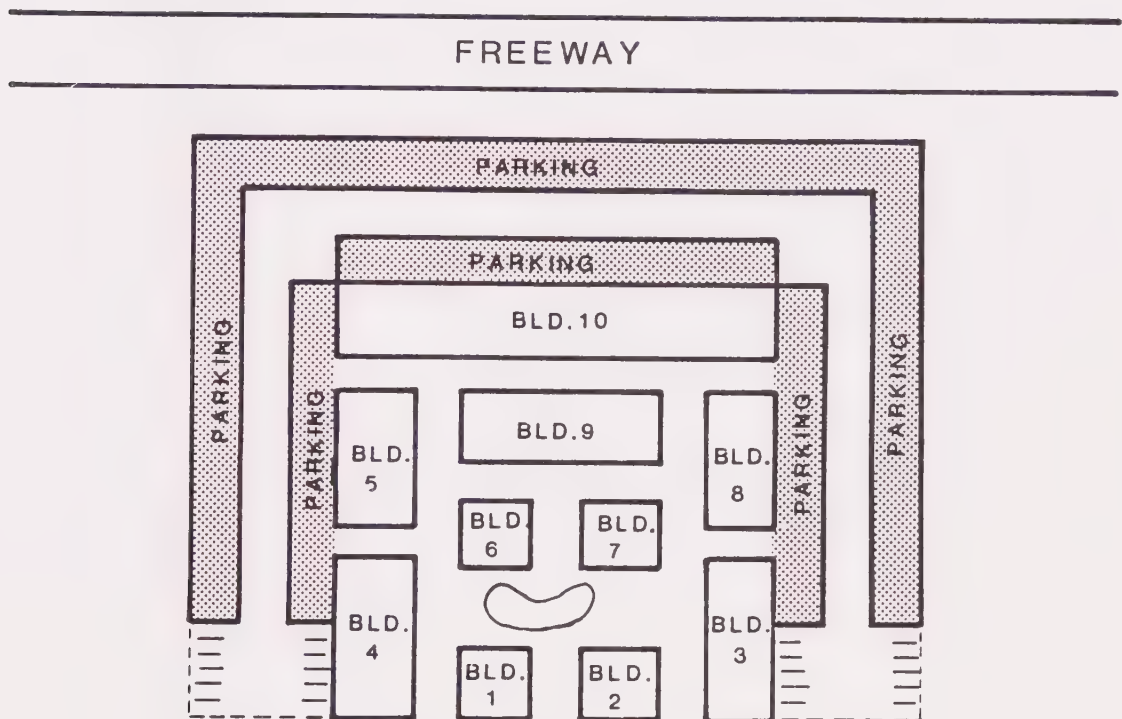 FREEWAY
PARKING
PARKING
BLD.10
PARKING
PARKING
PARKING
PARKING
BLD.
5
BLD.9
BLD.
8
BLD.
6
BLD.
7
BLD.
4
BLD.
3
BLD.
1
BLD.
2